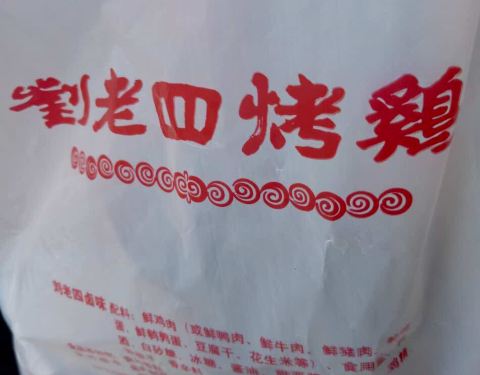 劉老四烤鷄
刘老四卤味 配料：鲜鸡肉（或鲜鸭肉、鲜牛肉、鲜猪肉、
蛋、鲜鹌鹑蛋、豆腐干、花生米等）、食用
酒、白砂糖、冰糖、酱油、